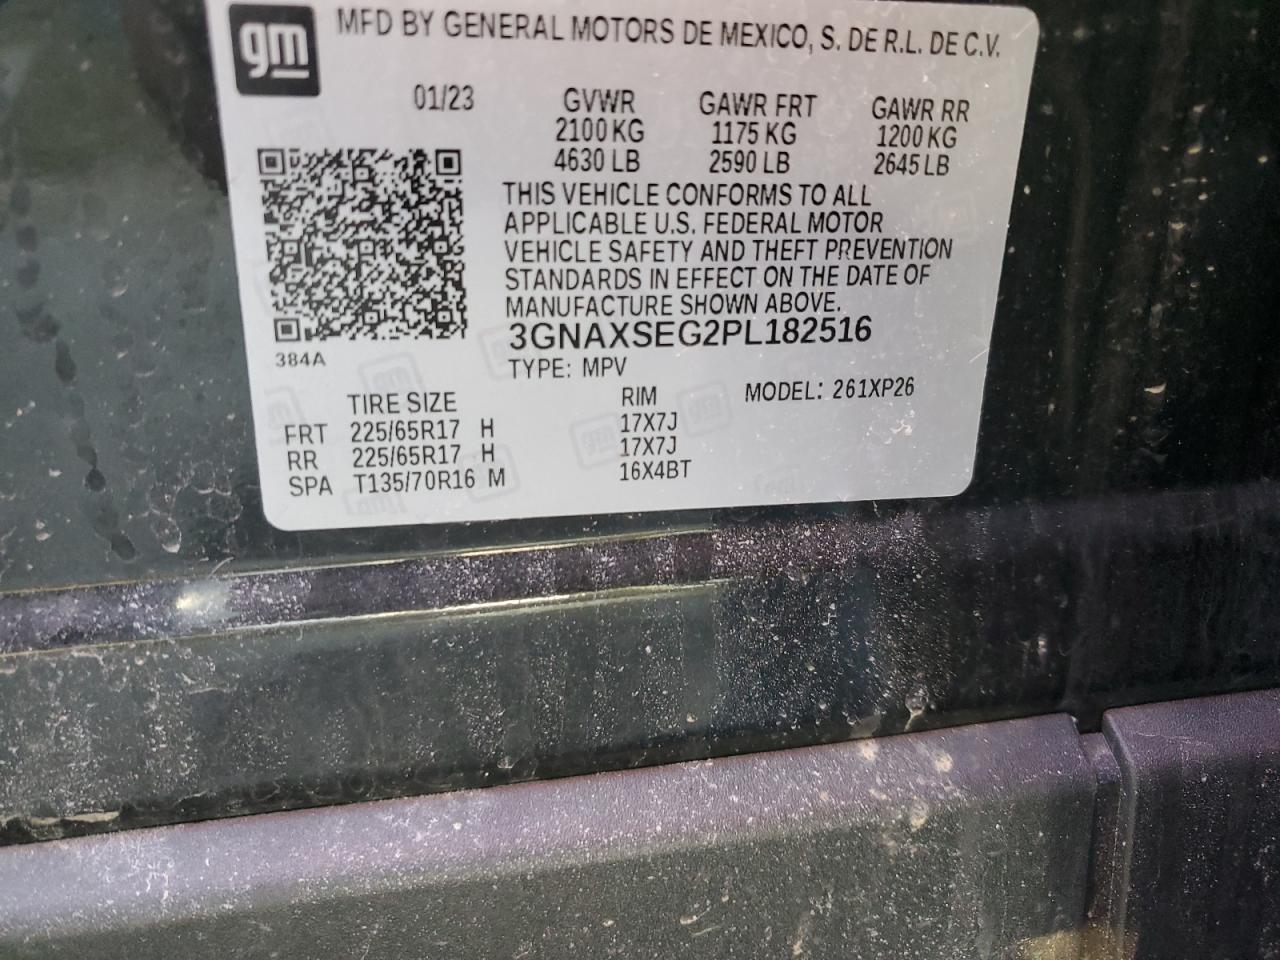 gm MFD BY GENERAL MOTORS DE MEXICO, S. DE R.L. DE C.V.
01/23 GVWR GAWR FRT GAWR RR
2100 KG 1175 KG 1200 KG
4630 LB 2590 LB 2645 LB
THIS VEHICLE CONFORMS TO ALL
APPLICABLE U.S. FEDERAL MOTOR
VEHICLE SAFETY AND THEFT PREVENTION
STANDARDS IN EFFECT ON THE DATE OF
MANUFACTURE SHOWN ABOVE.
3GNAXSEG2PL182516
384A
TYPE: MPV
TIRE SIZE RIM MODEL: 261XP26
FRT 225/65R17 H 17X7J
RR 225/65R17 H 17X7J
SPA T135/70R16 M 16X4BT